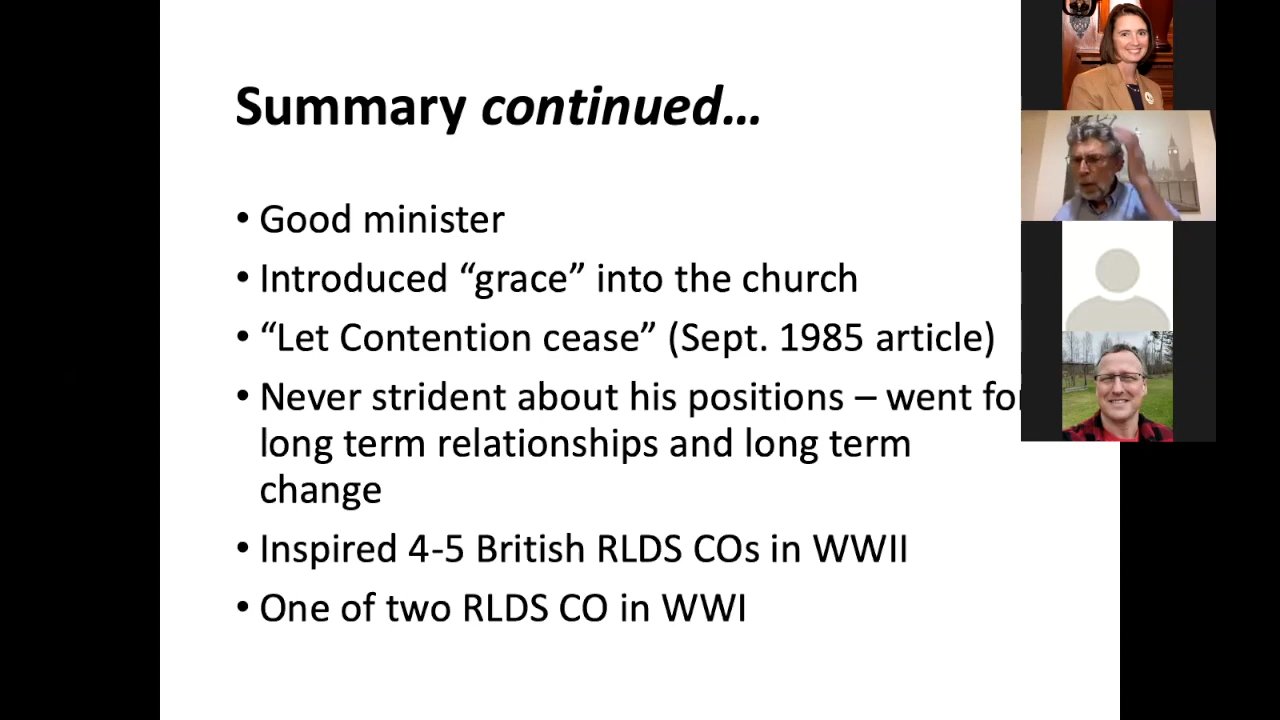 Summary continued…
• Good minister
• Introduced “grace” into the church
• “Let Contention cease” (Sept. 1985 article)
• Never strident about his positions – went for
long term relationships and long term
change
• Inspired 4-5 British RLDS COs in WWII
• One of two RLDS CO in WWI